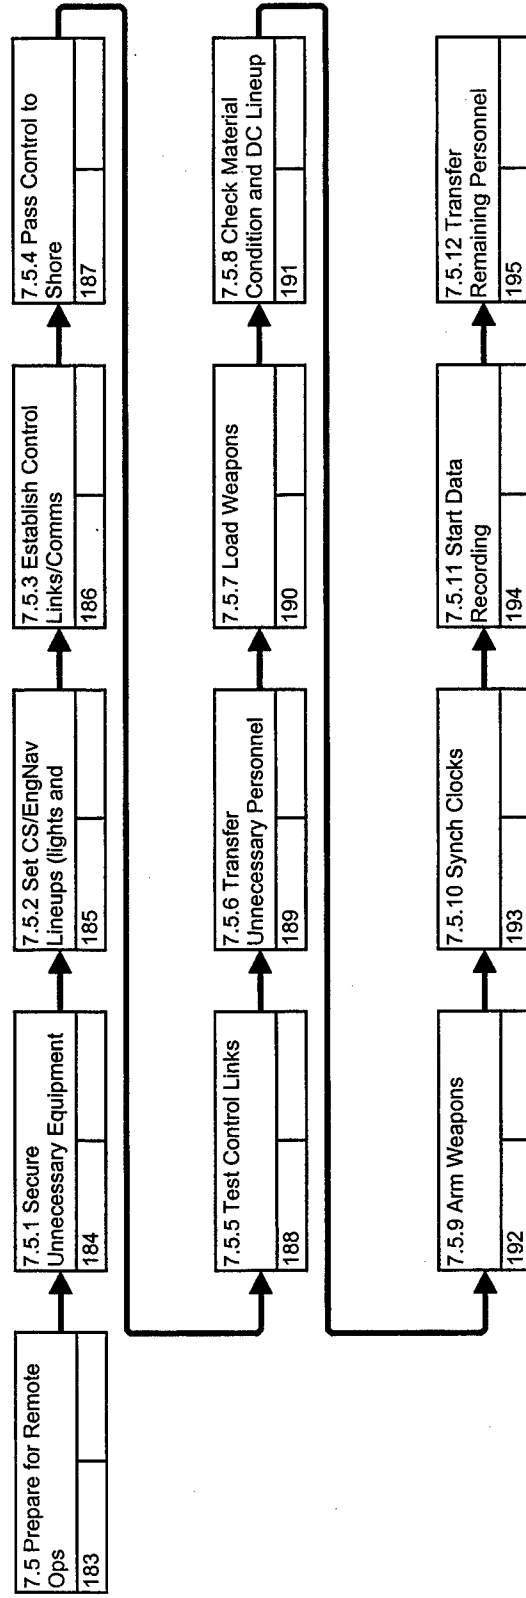 7.5 Prepare for Remote
Ops
183
7.5.1 Secure
Unnecessary Equipment
184
7.5.2 Set CS/EngNav
Lineups (lights and
185
7.5.3 Establish Control
Links/Comms
186
7.5.4 Pass Control to
Shore
187
7.5.5 Test Control Links
188
7.5.6 Transfer
Unnecessary Personnel
189
7.5.7 Load Weapons
190
7.5.8 Check Material
Condition and DC Lineup
191
7.5.9 Arm Weapons
192
7.5.10 Synch Clocks
193
7.5.11 Start Data
Recording
194
7.5.12 Transfer
Remaining Personnel
195